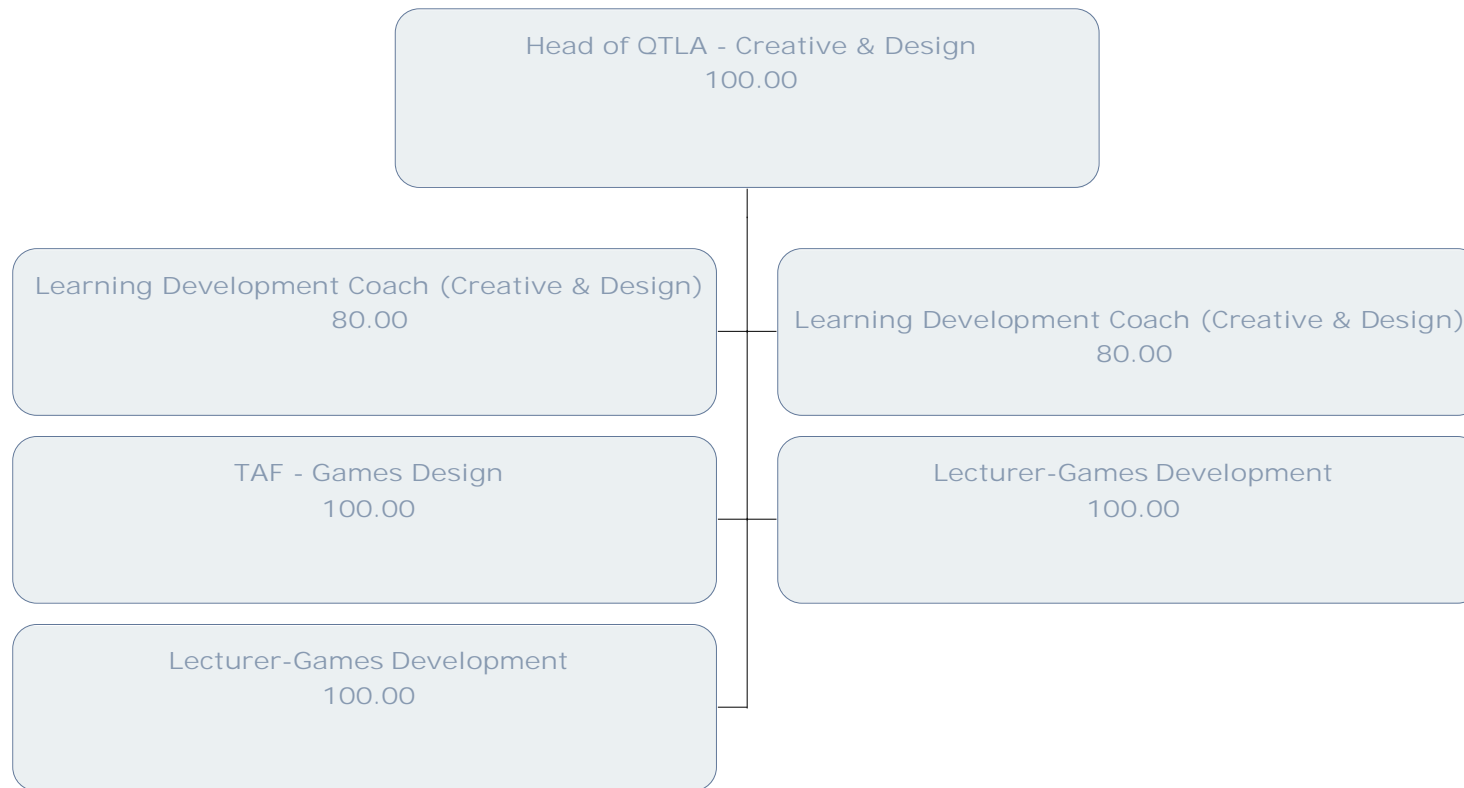 Head of QTLA - Creative & Design
100.00
Learning Development Coach (Creative & Design)
80.00
Learning Development Coach (Creative & Design)
80.00
TAF - Games Design
100.00
Lecturer-Games Development
100.00
Lecturer-Games Development
100.00